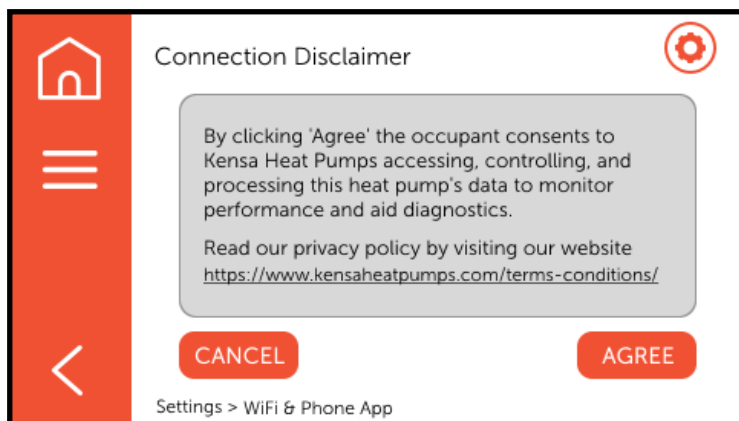 Connection Disclaimer
By clicking 'Agree' the occupant consents to
Kensa Heat Pumps accessing, controlling, and
processing this heat pump's data to monitor
performance and aid diagnostics.
Read our privacy policy by visiting our website
https://www.kensaheatpumps.com/terms-conditions/
CANCEL
AGREE
Settings > WiFi & Phone App